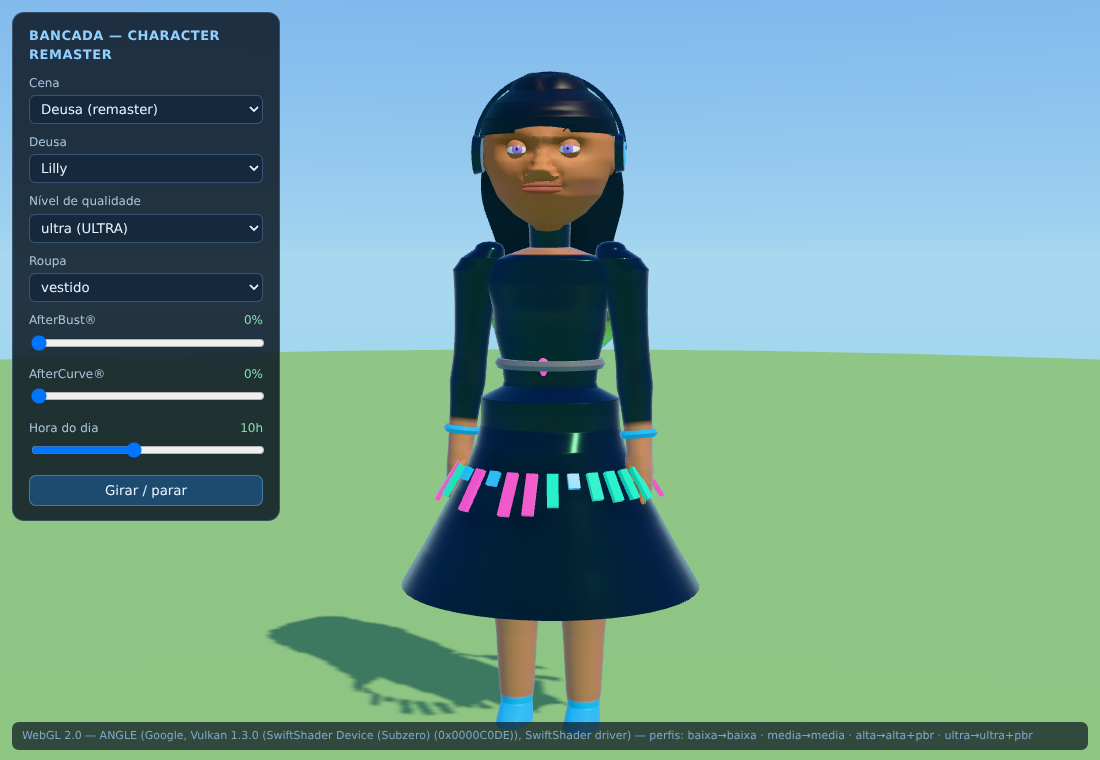 BANCADA — CHARACTER
REMASTER
Cena
Deusa (remaster)
Deusa
Lilly
Nível de qualidade
ultra (ULTRA)
Roupa
vestido
AfterBust® 0%
AfterCurve® 0%
Hora do dia 10h
Girar / parar
WebGL 2.0 — ANGLE (Google, Vulkan 1.3.0 (SwiftShader Device (Subzero) (0x0000C0DE)), SwiftShader driver) — perfis: baixa→baixa · media→media · alta→alta+pbr · ultra→ultra+pbr